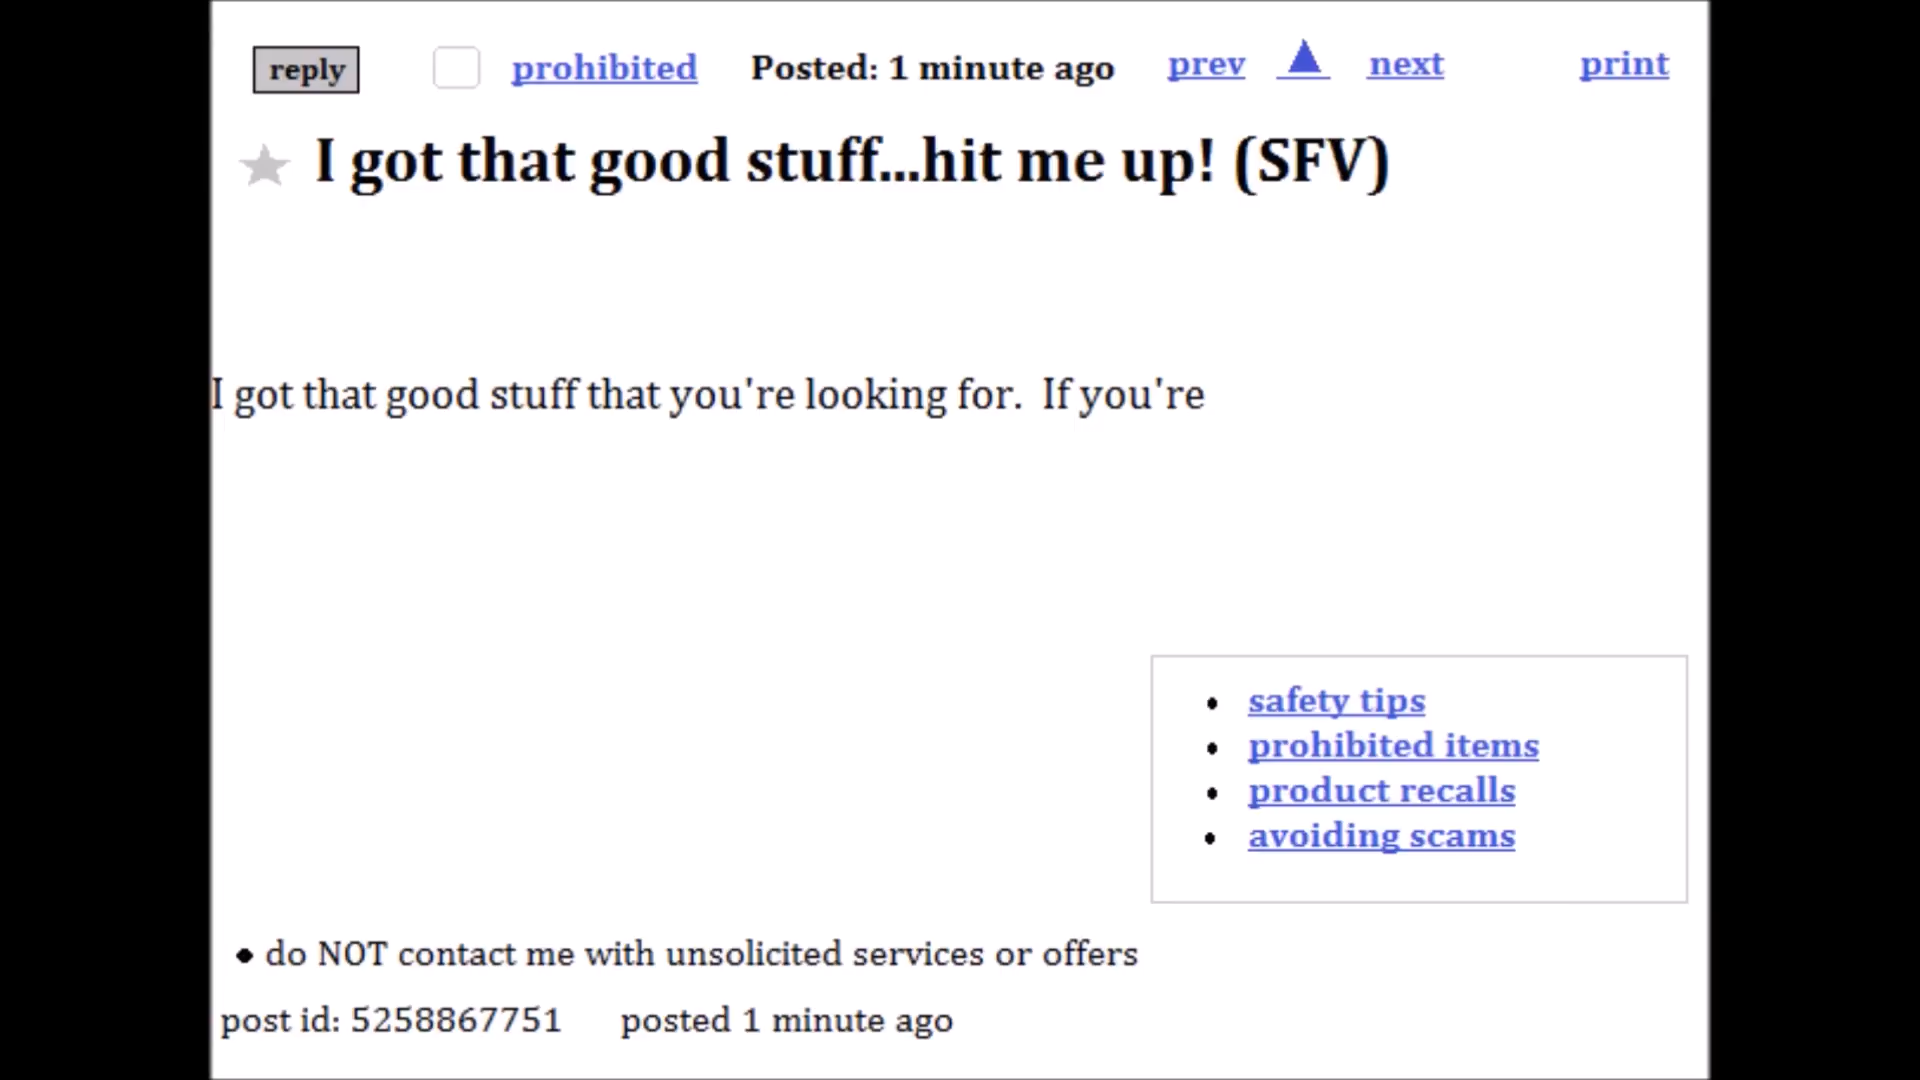 reply prohibited Posted: 1 minute ago prev next print
I got that good stuff...hit me up! (SFV)
I got that good stuff that you're looking for.  If you're
• safety tips
• prohibited items
• product recalls
• avoiding scams
• do NOT contact me with unsolicited services or offers
post id: 5258867751 posted 1 minute ago